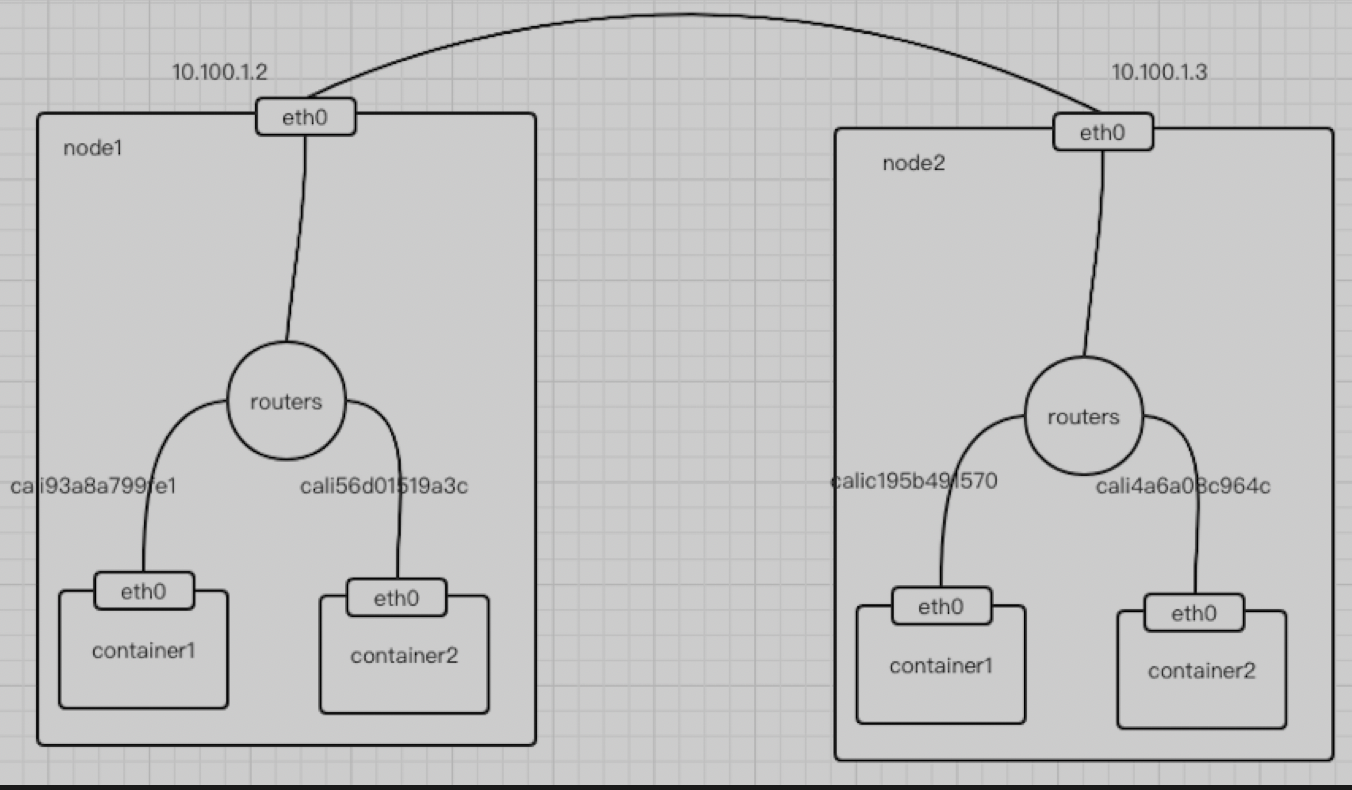 10.100.1.2
10.100.1.3
eth0
node1
routers
cali93a8a799fe1
cali56d01519a3c
eth0
container1
eth0
container2
eth0
node2
routers
calic195b491570
cali4a6a08c964c
eth0
container1
eth0
container2